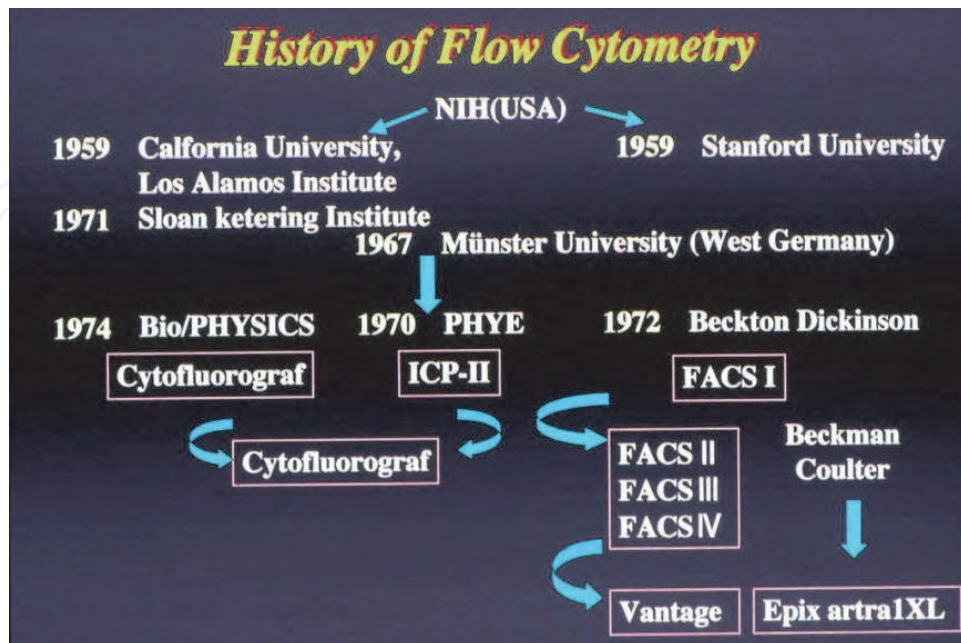 History of Flow Cytometry
NIH(USA)
1959 Calfornia University,
Los Alamos Institute
1959 Stanford University
1971 Sloan ketering Institute
1967 Münster University (West Germany)
1974 Bio/PHYSICS
1970 PHYE
1972 Beckton Dickinson
Cytofluorograf
ICP-II
FACS I
Cytofluorograf
FACS Ⅱ
FACS Ⅲ
FACS Ⅳ
Beckman
Coulter
Vantage
Epix artra1XL